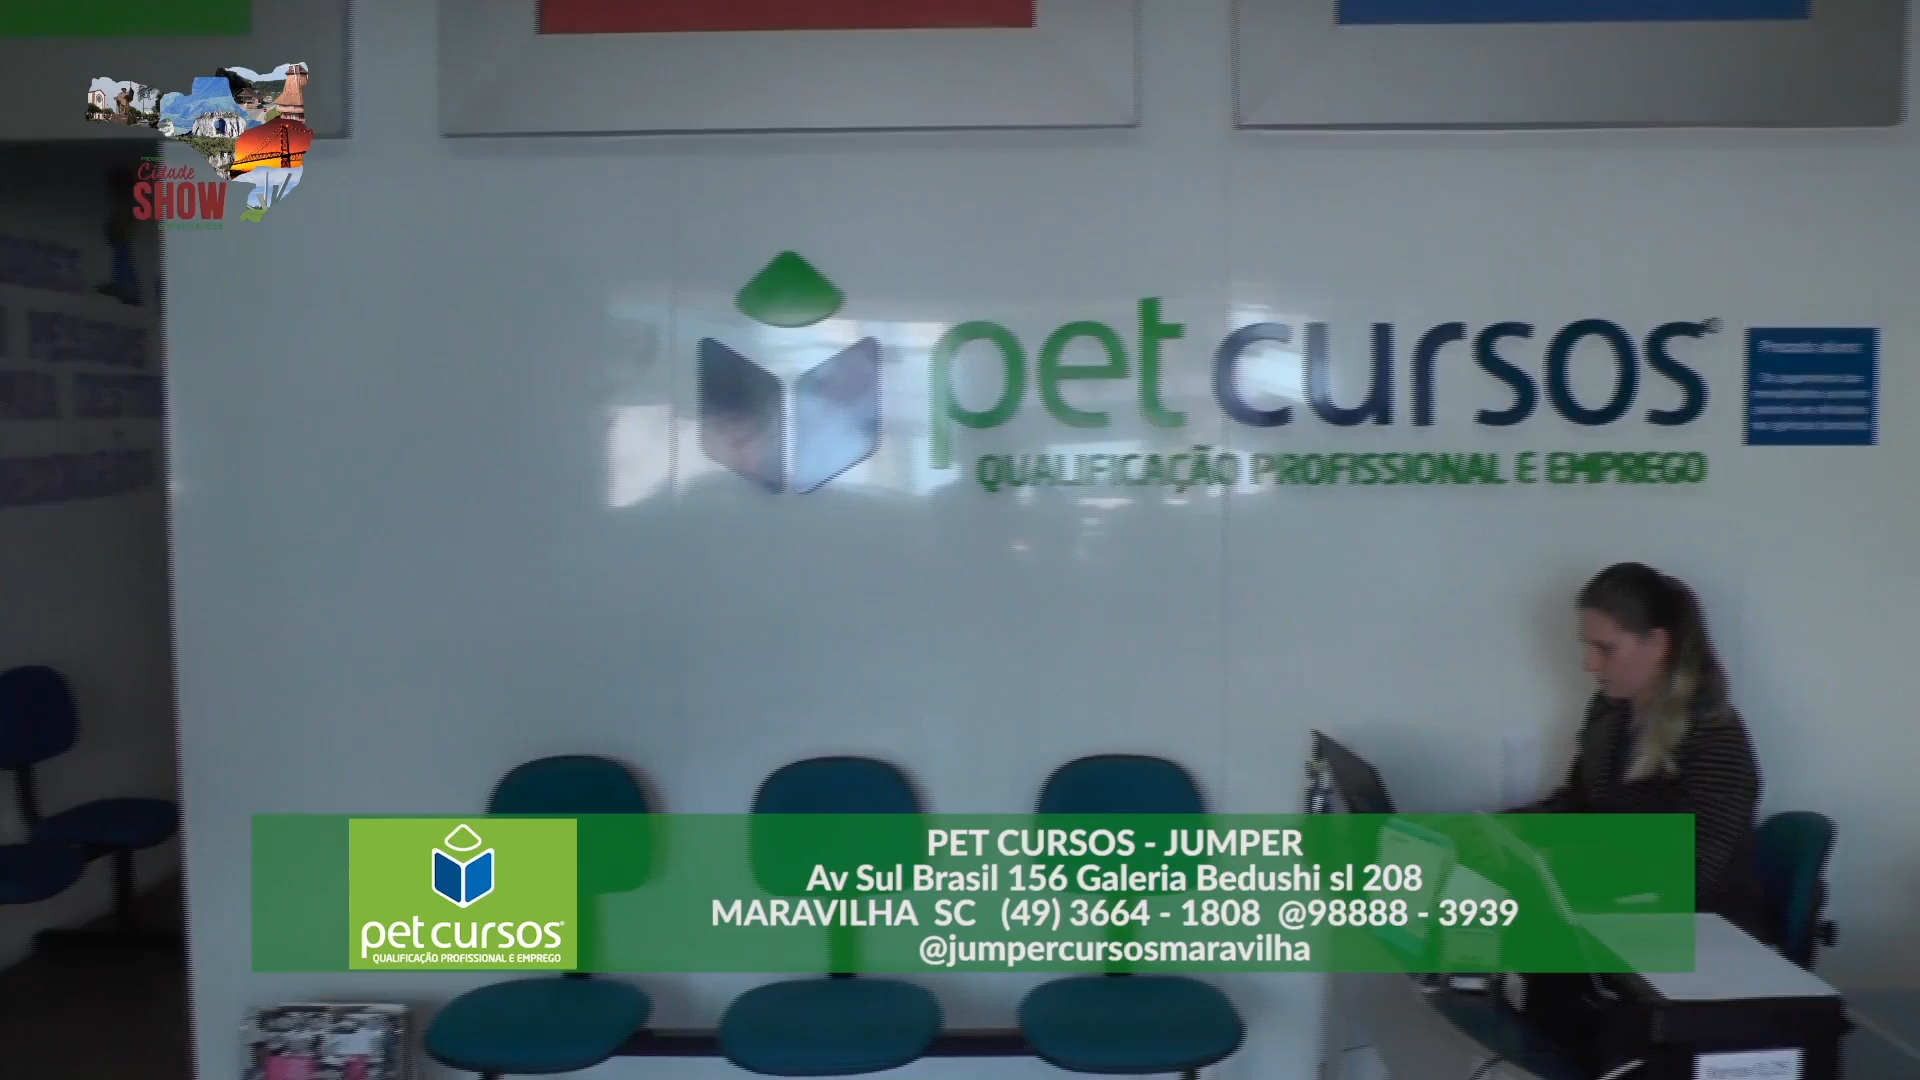 Cidade
SHOW
pet cursos
QUALIFICAÇÃO PROFISSIONAL E EMPREGO
PET CURSOS - JUMPER
Av Sul Brasil 156 Galeria Bedushi sl 208
MARAVILHA SC (49) 3664 - 1808 @98888 - 3939
@jumpercursosmaravilha
pet cursos
QUALIFICAÇÃO PROFISSIONAL E EMPREGO